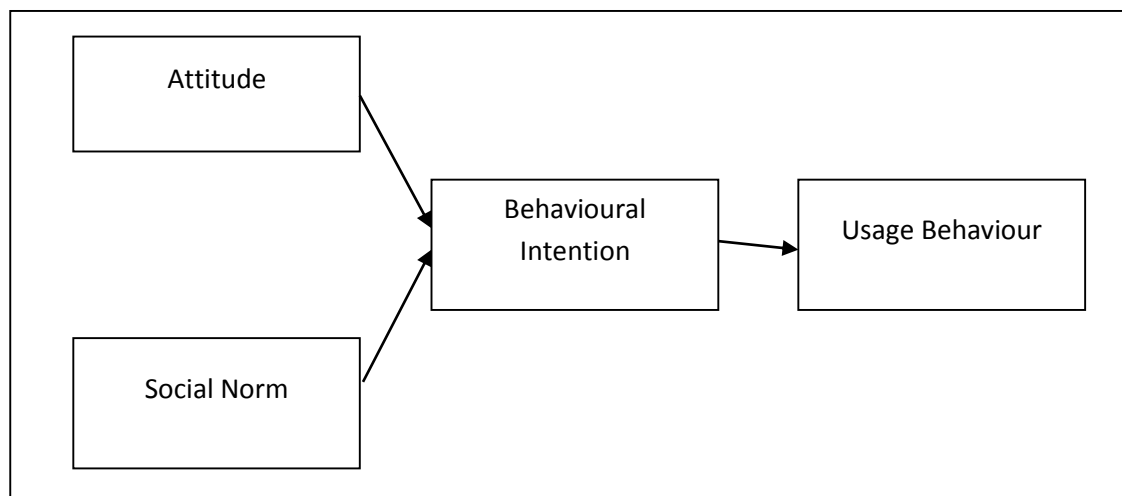 Attitude
Behavioural
Intention
Usage Behaviour
Social Norm